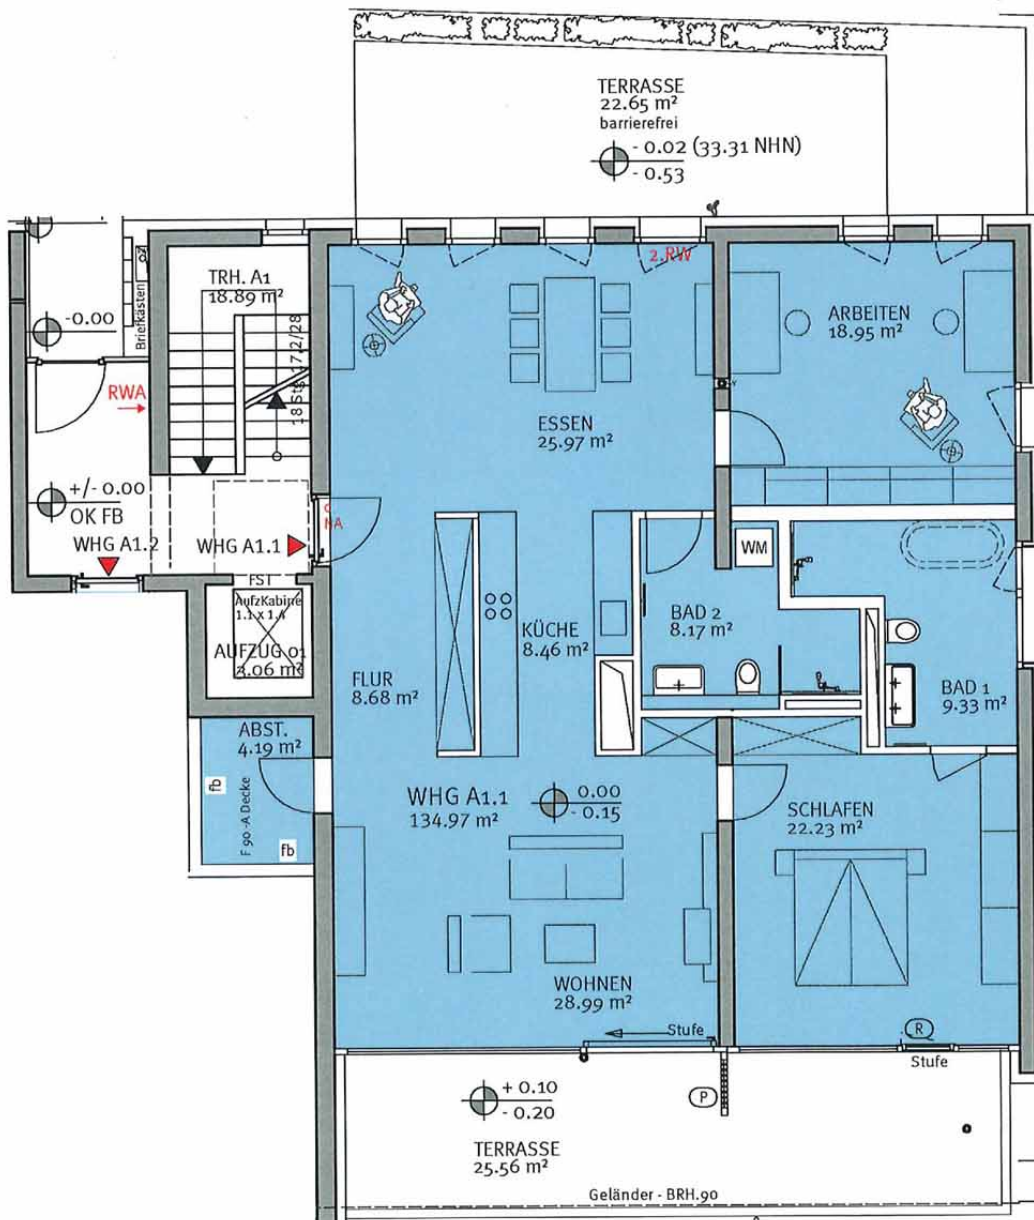 TERRASSE
22.65 m²
barrierefrei
- 0.02 (33.31 NHN)
- 0.53
TRH. A1
18.89 m²
Briefkästen
-0.00
RWA
18 Stg. 17,2/28
2.RW
ARBEITEN
18.95 m²
ESSEN
25.97 m²
+/- 0.00
OK FB
WHG A1.2
WHG A1.1
FST
AufzKabine
1.1 x 1.4
AUFZUG 01
3.06 m²
WM
BAD 2
8.17 m²
KÜCHE
8.46 m²
FLUR
8.68 m²
BAD 1
9.33 m²
ABST.
4.19 m²
fb
F 90-A Decke
fb
WHG A1.1
134.97 m²
0.00
- 0.15
SCHLAFEN
22.23 m²
WOHNEN
28.99 m²
Stufe
R
Stufe
+ 0.10
- 0.20
P
TERRASSE
25.56 m²
Geländer - BRH.90